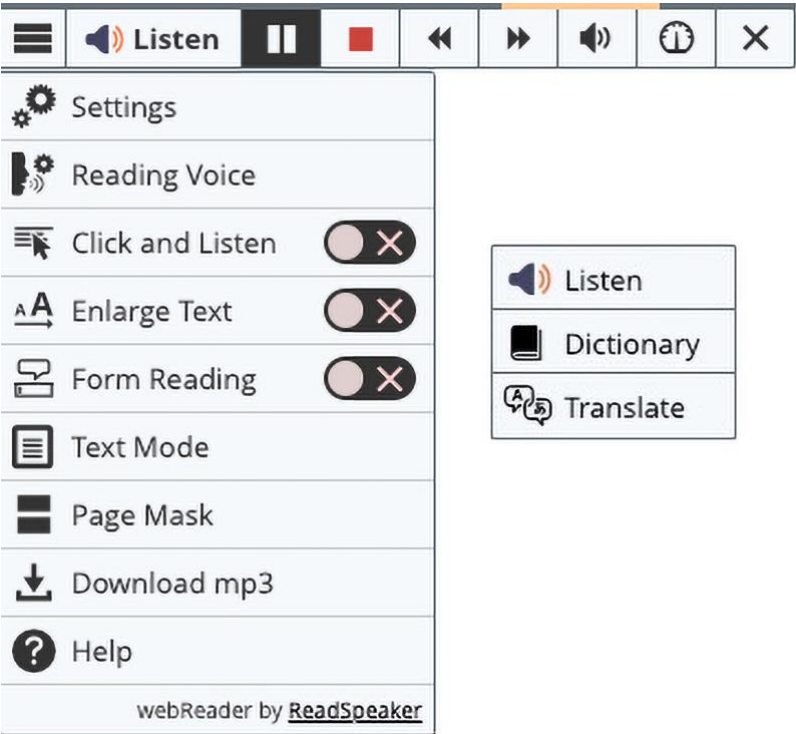 Listen
Settings
Reading Voice
Click and Listen
Enlarge Text
Form Reading
Text Mode
Page Mask
Download mp3
Help
webReader by ReadSpeaker
Listen
Dictionary
Translate